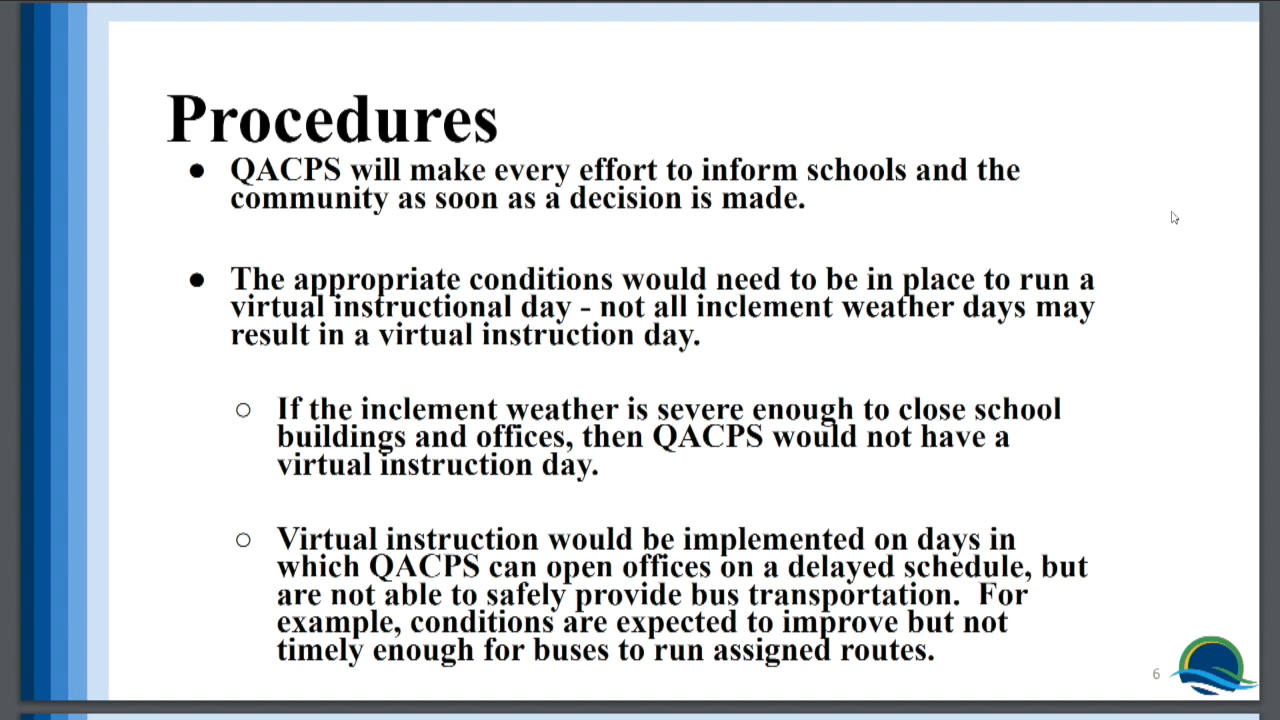 Procedures
● QACPS will make every effort to inform schools and the
community as soon as a decision is made.
● The appropriate conditions would need to be in place to run a
virtual instructional day - not all inclement weather days may
result in a virtual instruction day.
○ If the inclement weather is severe enough to close school
buildings and offices, then QACPS would not have a
virtual instruction day.
○ Virtual instruction would be implemented on days in
which QACPS can open offices on a delayed schedule, but
are not able to safely provide bus transportation.  For
example, conditions are expected to improve but not
timely enough for buses to run assigned routes.
6